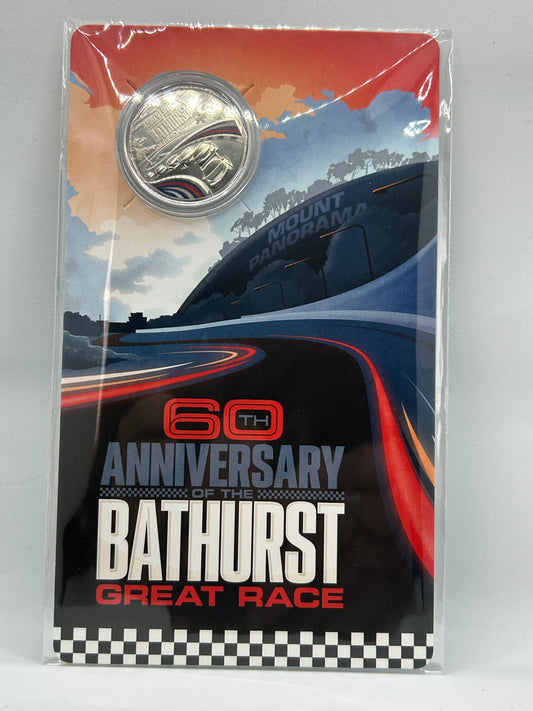 MOUNT
PANORAMA
60TH
ANNIVERSARY
OF THE
BATHURST
GREAT RACE